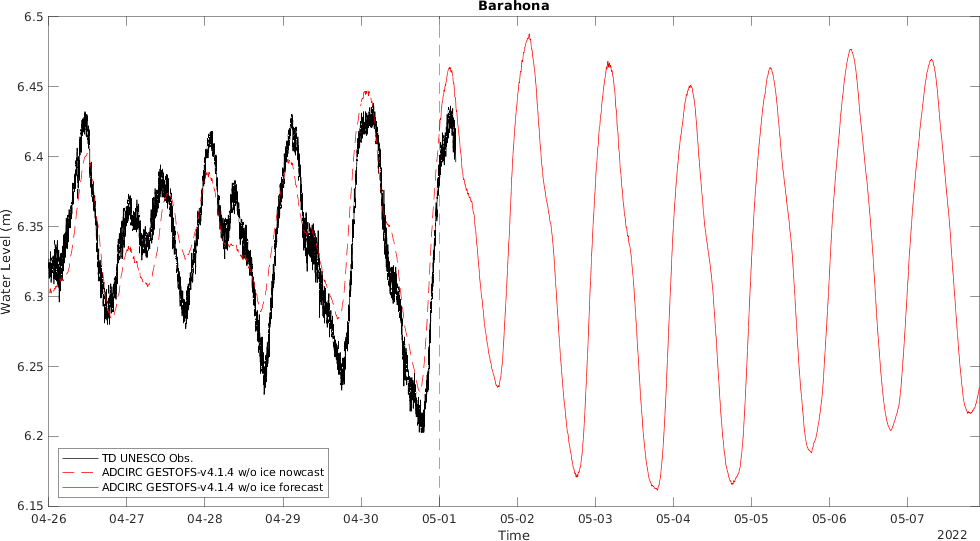 Barahona
6.5
6.45
6.4
6.35
6.3
6.25
6.2
6.15
Water Level (m)
TD UNESCO Obs.
ADCIRC GESTOFS-v4.1.4 w/o ice nowcast
ADCIRC GESTOFS-v4.1.4 w/o ice forecast
04-26 04-27 04-28 04-29 04-30 05-01 05-02 05-03 05-04 05-05 05-06 05-07
Time
2022